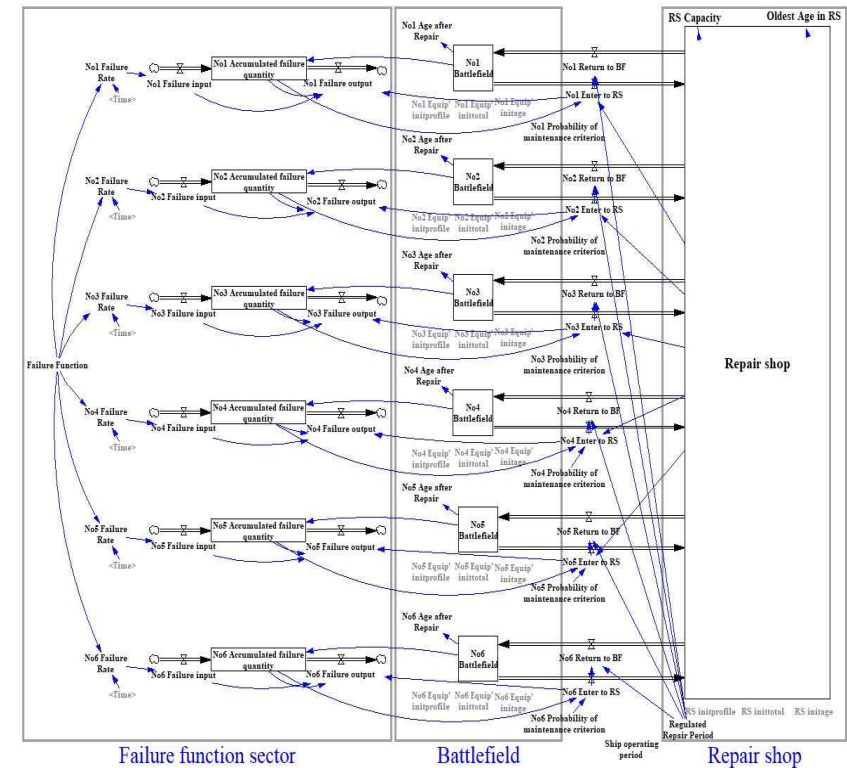 RS Capacity
Oldest Age in RS
No1 Age after
Repair
No1 Failure
Rate
<Time>
No1 Failure input
No1 Accumulated failure
quantity
No1 Failure output
No1
Battlefield
No1 Return to BF
No1 Enter to RS
No1 Equip'
initprofile
No1 Equip'
inittotal
No1 Equip'
initage
No1 Probability of
maintenance criterion
No2 Age after
Repair
No2 Failure
Rate
<Time>
No2 Failure input
No2 Accumulated failure
quantity
No2 Failure output
No2
Battlefield
No2 Return to BF
No2 Enter to RS
No2 Equip'
initprofile
No2 Equip'
inittotal
No2 Equip'
initage
No2 Probability of
maintenance criterion
No3 Age after
Repair
No3 Failure
Rate
<Time>
No3 Failure input
No3 Accumulated failure
quantity
No3 Failure output
No3
Battlefield
No3 Return to BF
No3 Enter to RS
No3 Equip'
initprofile
No3 Equip'
inittotal
No3 Equip'
initage
No3 Probability of
maintenance criterion
Failure Function
Repair shop
No4 Age after
Repair
No4 Failure
Rate
<Time>
No4 Failure input
No4 Accumulated failure
quantity
No4 Failure output
No4
Battlefield
No4 Return to BF
No4 Enter to RS
No4 Equip'
initprofile
No4 Equip'
inittotal
No4 Equip'
initage
No4 Probability of
maintenance criterion
No5 Age after
Repair
No5 Failure
Rate
<Time>
No5 Failure input
No5 Accumulated failure
quantity
No5 Failure output
No5
Battlefield
No5 Return to BF
No5 Enter to RS
No5 Equip'
initprofile
No5 Equip'
inittotal
No5 Equip'
initage
No5 Probability of
maintenance criterion
No6 Age after
Repair
No6 Failure
Rate
<Time>
No6 Failure input
No6 Accumulated failure
quantity
No6 Failure output
No6
Battlefield
No6 Return to BF
No6 Enter to RS
No6 Equip'
initprofile
No6 Equip'
inittotal
No6 Equip'
initage
No6 Probability of
maintenance criterion
RS initprofile
RS inittotal
RS initage
Regulated
Repair Period
Ship operating
period
Failure function sector
Battlefield
Repair shop